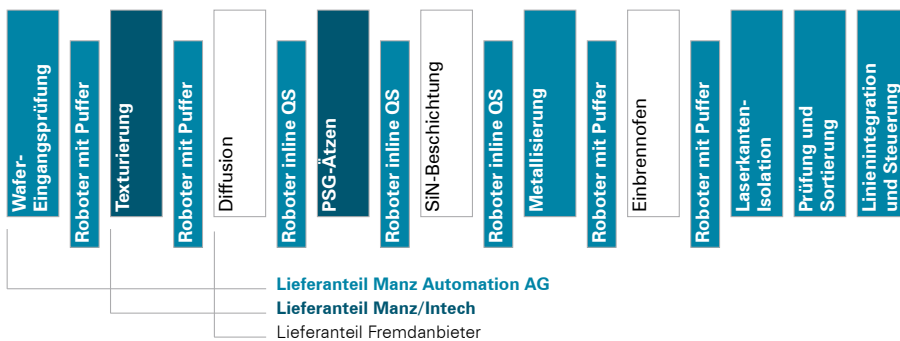 Wafer-
Eingangsprüfung
Roboter mit Puffer
Texturierung
Roboter mit Puffer
Diffusion
Roboter inline QS
PSG-Ätzen
Roboter inline QS
SiN-Beschichtung
Roboter inline QS
Metallisierung
Roboter mit Puffer
Einbrennofen
Roboter mit Puffer
Laserkanten-
Isolation
Prüfung und
Sortierung
Linienintegration
und Steuerung
Lieferanteil Manz Automation AG
Lieferanteil Manz/Intech
Lieferanteil Fremdanbieter